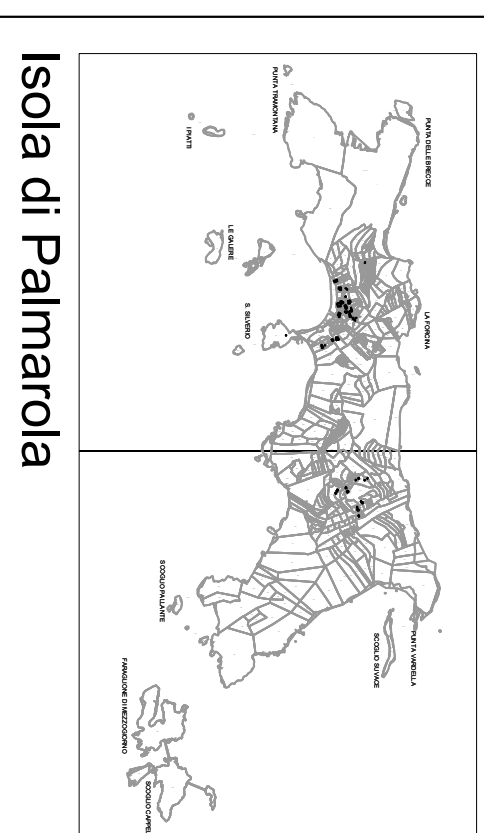 Isola di Palmarola
PUNTA TRAMONTANA
PUNTA DELLE BRECCE
I PIATTI
LE GALERE
S. SILVERIO
LA FORCINA
SCOGLIO PALLANTE
PUNTA VARDELLA
SCOGLIO SUVACE
FARAGLIONE DI MEZZOGIORNO
SCOGLIO CAPPEL